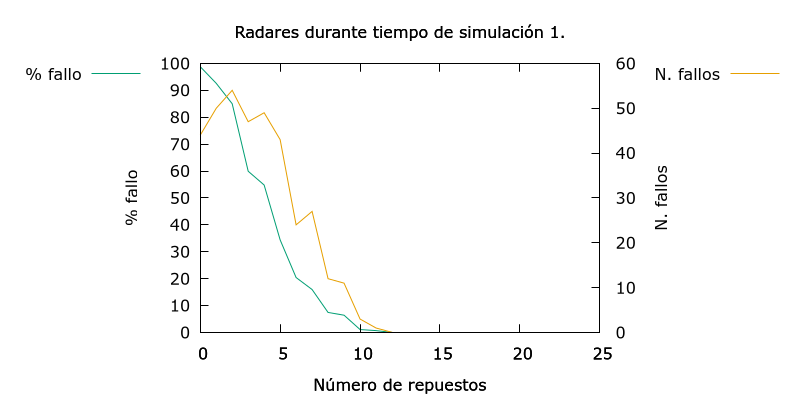 Radares durante tiempo de simulación 1.
% fallo
N. fallos
100
90
80
70
60
50
40
30
20
10
0
% fallo
60
50
40
30
20
10
0
N. fallos
0 5 10 15 20 25
Número de repuestos